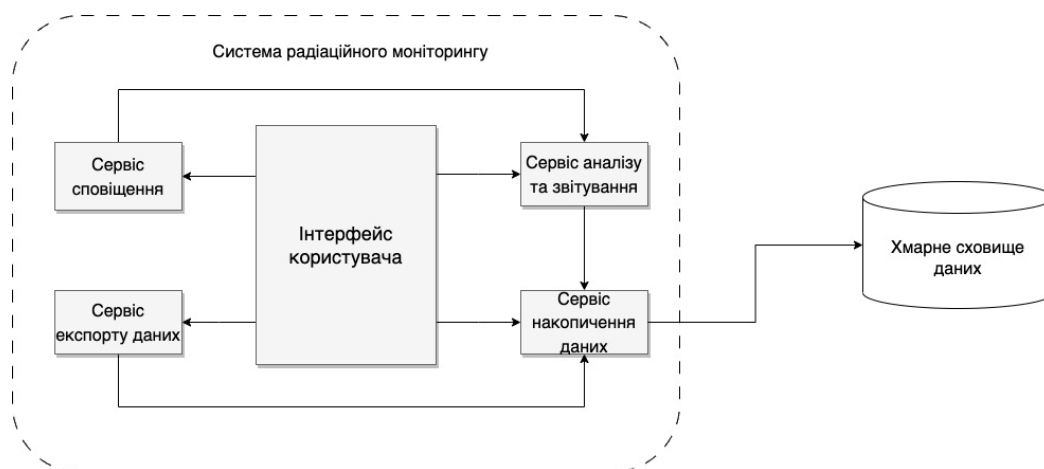 Система радіаційного моніторингу
Сервіс
сповіщення
Сервіс аналізу
та звітування
Інтерфейс
користувача
Хмарне сховище
даних
Сервіс
експорту даних
Сервіс
накопичення
даних